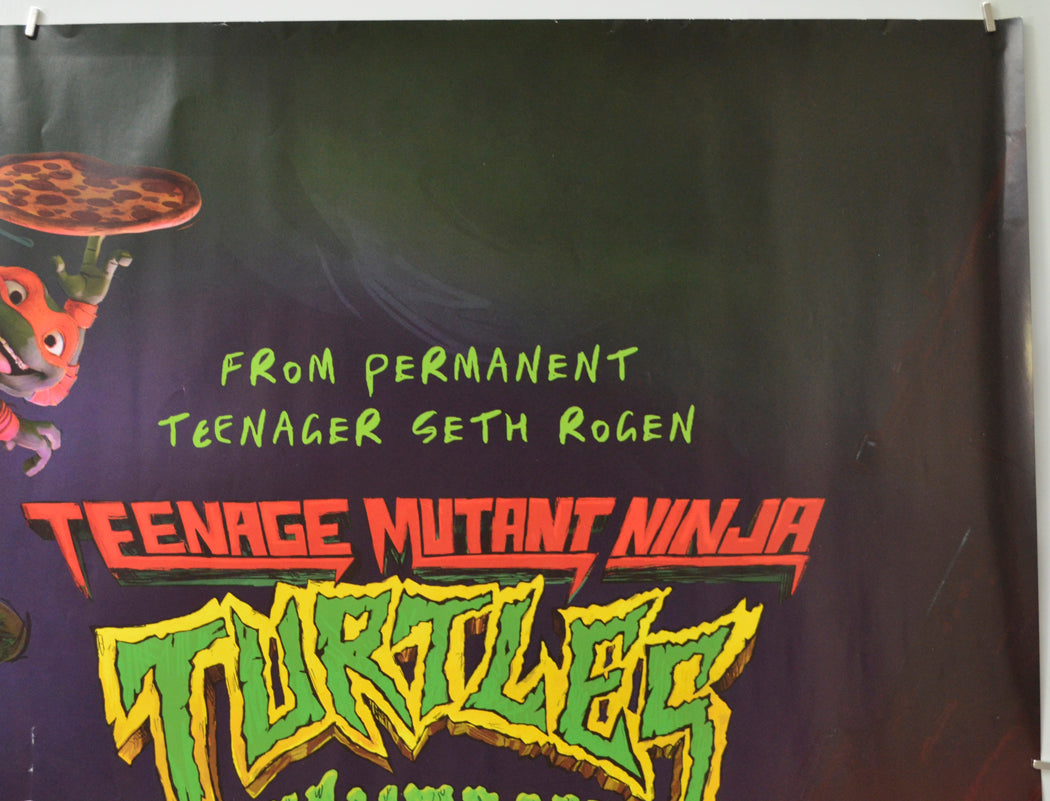 FROM PERMANENT
TEENAGER SETH ROGEN
TEENAGE MUTANT NINJA
TURTLES